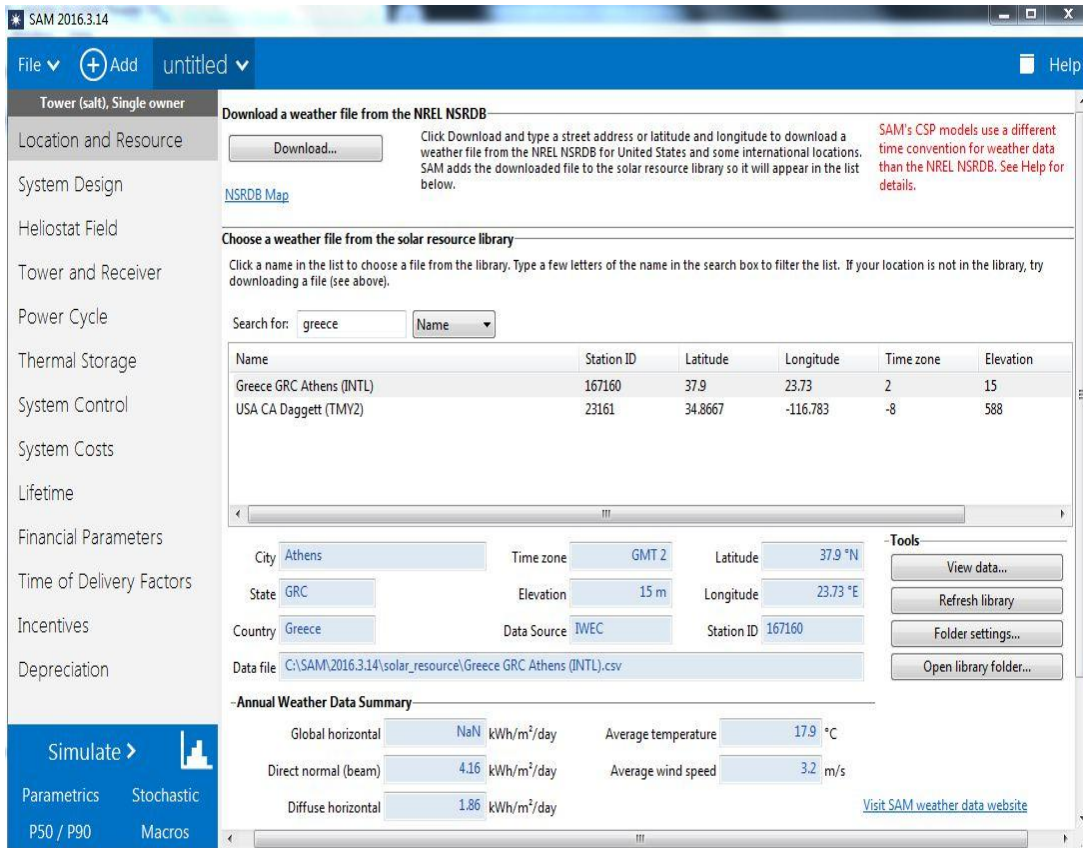 SAM 2016.3.14
File
Add
untitled
Help
Tower (salt), Single owner
Location and Resource
System Design
Heliostat Field
Tower and Receiver
Power Cycle
Thermal Storage
System Control
System Costs
Lifetime
Financial Parameters
Time of Delivery Factors
Incentives
Depreciation
Simulate >
Parametrics Stochastic
P50 / P90 Macros
Download a weather file from the NREL NSRDB
Download...
NSRDB Map
Click Download and type a street address or latitude and longitude to download a
weather file from the NREL NSRDB for United States and some international locations.
SAM adds the downloaded file to the solar resource library so it will appear in the list
below.
SAM's CSP models use a different
time convention for weather data
than the NREL NSRDB. See Help for
details.
Choose a weather file from the solar resource library
Click a name in the list to choose a file from the library. Type a few letters of the name in the search box to filter the list. If your location is not in the library, try
downloading a file (see above).
Search for: greece Name
Name Station ID Latitude Longitude Time zone Elevation
Greece GRC Athens (INTL) 167160 37.9 23.73 2 15
USA CA Daggett (TMY2) 23161 34.8667 -116.783 -8 588
City Athens Time zone GMT 2 Latitude 37.9 °N
State GRC Elevation 15 m Longitude 23.73 °E
Country Greece Data Source IWEC Station ID 167160
Data file C:\SAM\2016.3.14\solar_resource\Greece GRC Athens (INTL).csv
Tools
View data...
Refresh library
Folder settings...
Open library folder...
Annual Weather Data Summary
Global horizontal NaN kWh/m²/day Average temperature 17.9 °C
Direct normal (beam) 4.16 kWh/m²/day Average wind speed 3.2 m/s
Diffuse horizontal 1.86 kWh/m²/day
Visit SAM weather data website